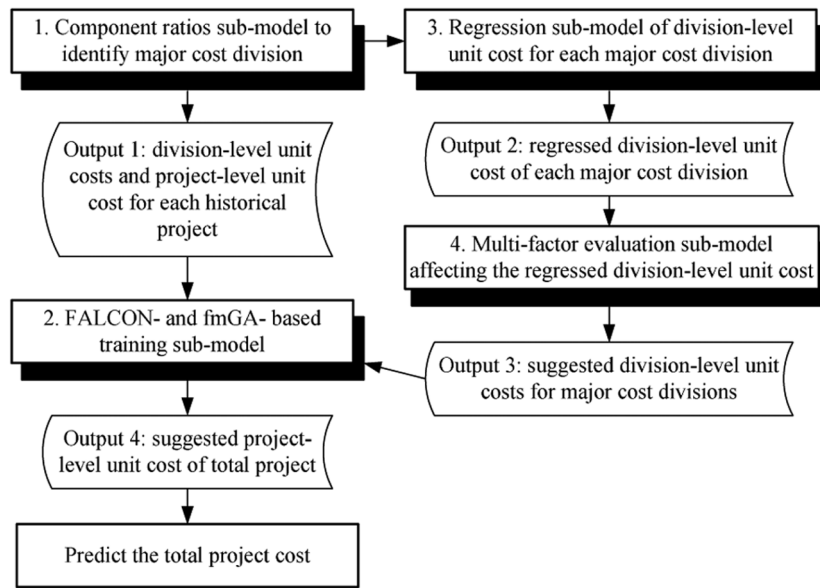 1. Component ratios sub-model to
identify major cost division
3. Regression sub-model of division-level
unit cost for each major cost division
Output 1: division-level unit
costs and project-level unit
cost for each historical
project
Output 2: regressed division-level unit
cost of each major cost division
4. Multi-factor evaluation sub-model
affecting the regressed division-level unit cost
2. FALCON- and fmGA- based
training sub-model
Output 3: suggested division-level unit
costs for major cost divisions
Output 4: suggested project-
level unit cost of total project
Predict the total project cost